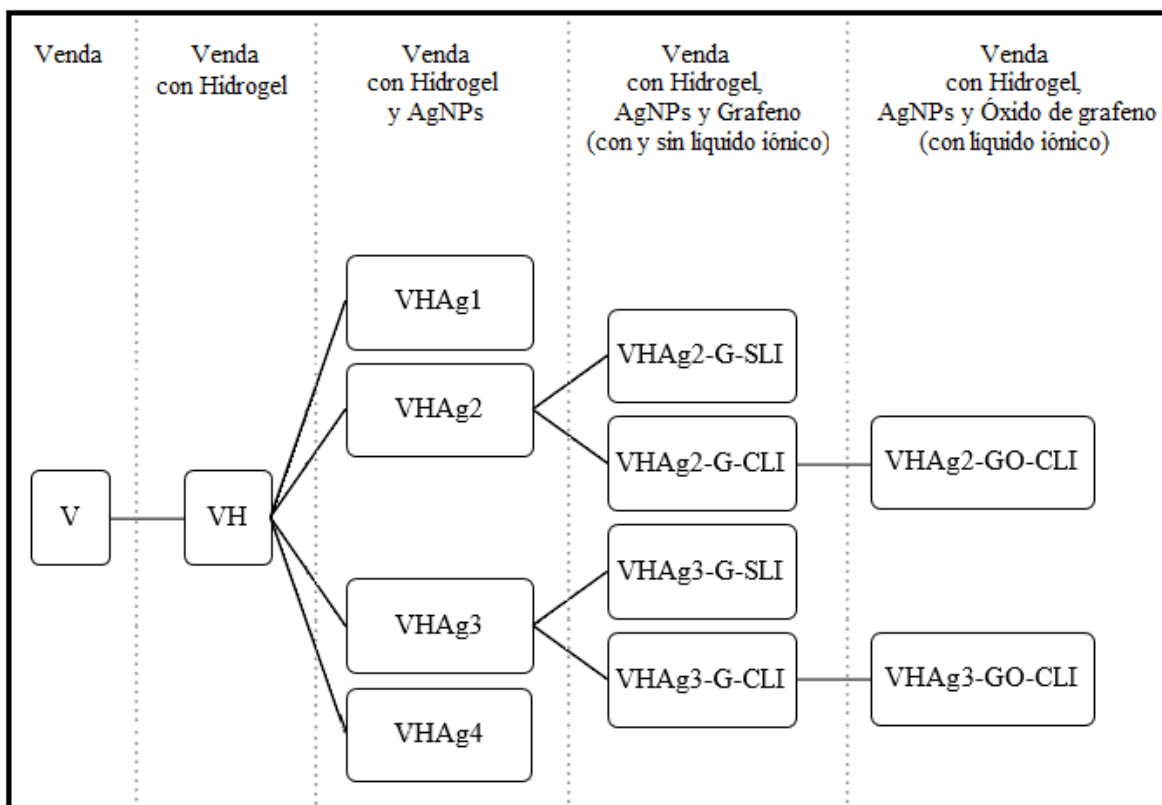 Venda
Venda
con Hidrogel
Venda
con Hidrogel
y AgNPs
Venda
con Hidrogel,
AgNPs y Grafeno
(con y sin líquido iónico)
Venda
con Hidrogel,
AgNPs y Óxido de grafeno
(con líquido iónico)
V
VH
VHAg1
VHAg2
VHAg3
VHAg4
VHAg2-G-SLI
VHAg2-G-CLI
VHAg3-G-SLI
VHAg3-G-CLI
VHAg2-GO-CLI
VHAg3-GO-CLI